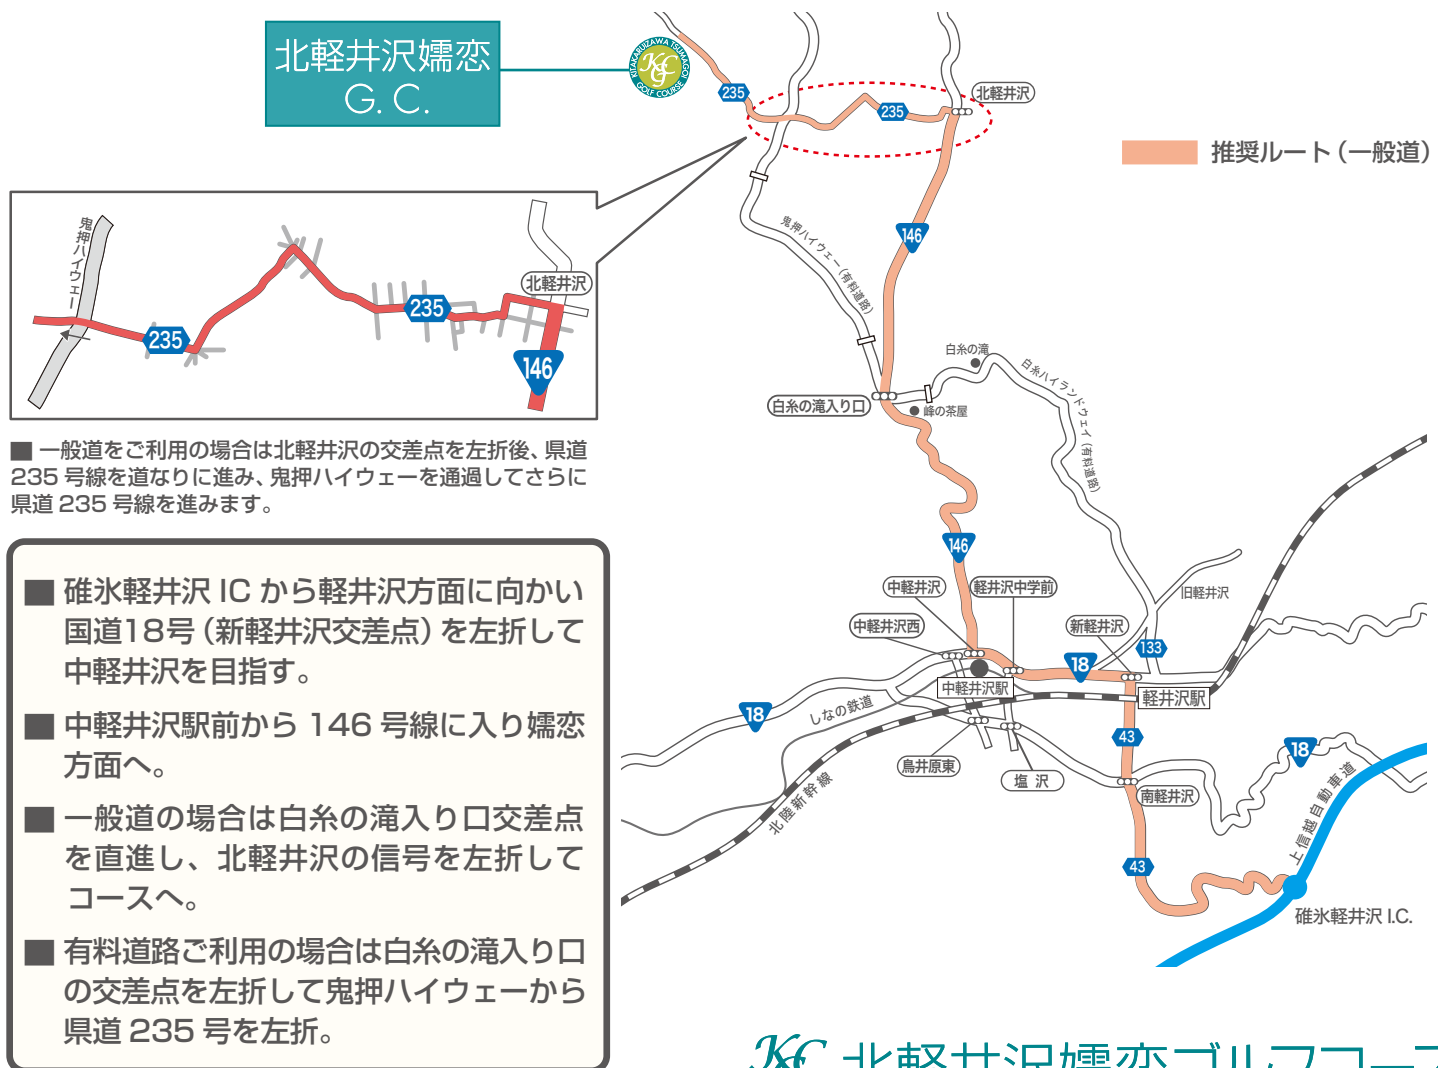 北軽井沢嬬恋
G. C.
KITAKARUIZAWA TSUMAGOI
GOLF COURSE
KGC
235
235
北軽井沢
推奨ルート（一般道）
鬼押ハイウェー
235
235
北軽井沢
146
146
鬼押ハイウェー（有料道路）
白糸の滝
白糸ハイランドウェイ（有料道路）
白糸の滝入り口
峰の茶屋
■ 一般道をご利用の場合は北軽井沢の交差点を左折後、県道
235 号線を道なりに進み、鬼押ハイウェーを通過してさらに
県道 235 号線を進みます。
146
中軽井沢
軽井沢中学前
中軽井沢西
新軽井沢
旧軽井沢
133
18
中軽井沢駅
軽井沢駅
18
しなの鉄道
43
鳥井原東
塩 沢
南軽井沢
18
北陸新幹線
上信越自動車道
43
碓氷軽井沢 I.C.
■ 碓氷軽井沢 IC から軽井沢方面に向かい
国道18号（新軽井沢交差点）を左折して
中軽井沢を目指す。
■ 中軽井沢駅前から 146 号線に入り嬬恋
方面へ。
■ 一般道の場合は白糸の滝入り口交差点
を直進し、北軽井沢の信号を左折して
コースへ。
■ 有料道路ご利用の場合は白糸の滝入り口
の交差点を左折して鬼押ハイウェーから
県道 235 号を左折。
KGC 北軽井沢嬬恋ゴルフコース